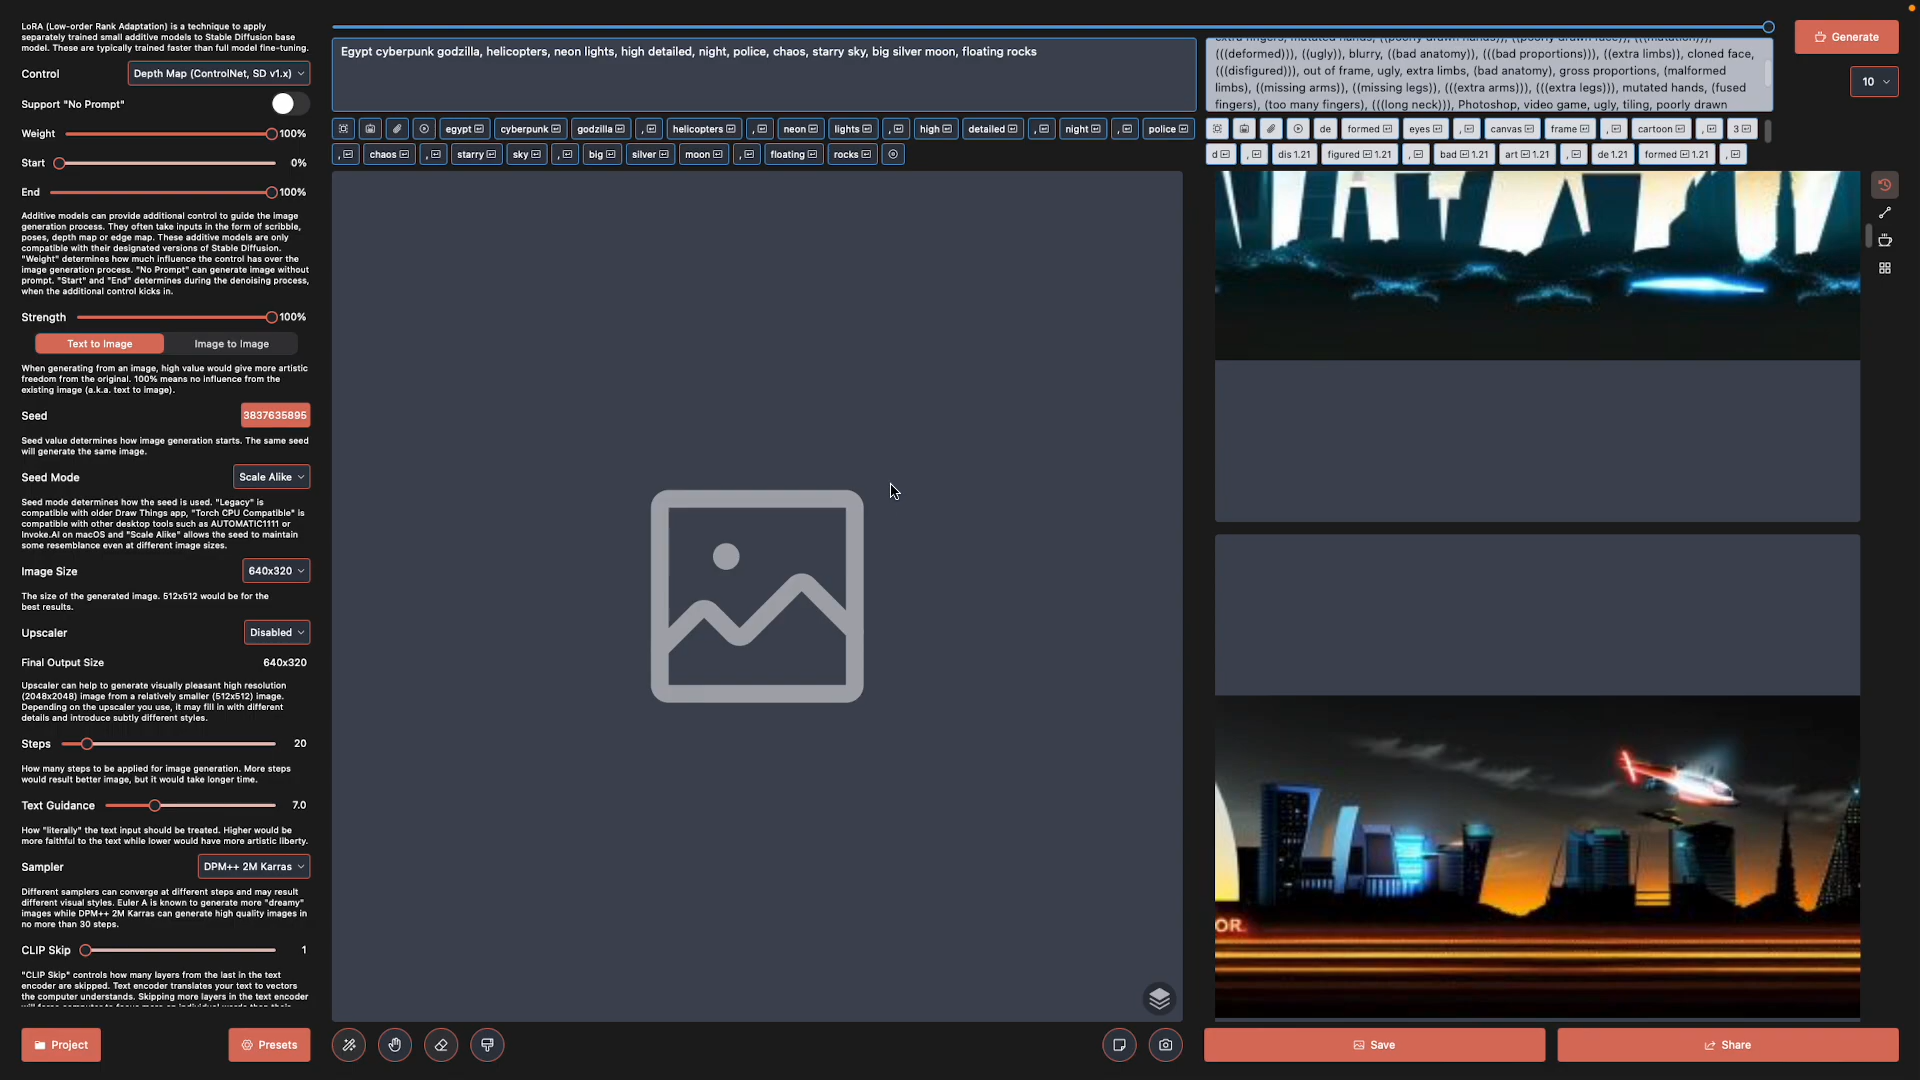 LoRA (Low-order Rank Adaptation) is a technique to apply
separately trained small additive models to Stable Diffusion base
model. These are typically trained faster than full model fine-tuning.
Control
Depth Map (ControlNet, SD v1.x)
Support "No Prompt"
Weight
100%
Start
0%
End
100%
Additive models can provide additional control to guide the image
generation process. They often take inputs in the form of scribble,
poses, depth map or edge map. These additive models are only
compatible with their designated versions of Stable Diffusion.
"Weight" determines how much influence the control has over the
image generation process. "No Prompt" can generate image without
prompt. "Start" and "End" determines during the denoising process,
when the additional control kicks in.
Strength
100%
Text to Image
Image to Image
When generating from an image, high value would give more artistic
freedom from the original. 100% means no influence from the
existing image (a.k.a. text to image).
Seed
3837635895
Seed value determines how image generation starts. The same seed
will generate the same image.
Seed Mode
Scale Alike
Seed mode determines how the seed is used. "Legacy" is
compatible with older Draw Things app, "Torch CPU Compatible" is
compatible with other desktop tools such as AUTOMATIC1111 or
Invoke.AI on macOS and "Scale Alike" allows the seed to maintain
some resemblance even at different image sizes.
Image Size
640x320
The size of the generated image. 512x512 would be for the
best results.
Upscaler
Disabled
Final Output Size
640x320
Upscaler can help to generate visually pleasant high resolution
(2048x2048) image from a relatively smaller (512x512) image.
Depending on the upscaler you use, it may fill in with different
details and introduce subtly different styles.
Steps
20
How many steps to be applied for image generation. More steps
would result better image, but it would take longer time.
Text Guidance
7.0
How "literally" the text input should be treated. Higher would be
more faithful to the text while lower would have more artistic liberty.
Sampler
DPM++ 2M Karras
Different samplers can converge at different steps and may result
different visual styles. Euler A is known to generate more "dreamy"
images while DPM++ 2M Karras can generate high quality images in
no more than 30 steps.
CLIP Skip
1
"CLIP Skip" controls how many layers from the last in the text
encoder are skipped. Text encoder translates your text to vectors
the computer understands. Skipping more layers in the text encoder
Project
Presets
Egypt cyberpunk godzilla, helicopters, neon lights, high detailed, night, police, chaos, starry sky, big silver moon, floating rocks
egypt cyberpunk godzilla , helicopters , neon lights , high detailed , night , police
, chaos , starry sky , big silver moon , floating rocks
extra fingers, mutated hands, ((poorly drawn hands)), ((poorly drawn face)), (((mutation))),
(((deformed))), ((ugly)), blurry, ((bad anatomy)), (((bad proportions))), ((extra limbs)), cloned face,
(((disfigured))), out of frame, ugly, extra limbs, (bad anatomy), gross proportions, (malformed
limbs), ((missing arms)), ((missing legs)), (((extra arms))), (((extra legs))), mutated hands, (fused
fingers), (too many fingers), (((long neck))), Photoshop, video game, ugly, tiling, poorly drawn
de formed eyes , canvas frame , cartoon , 3
d , dis 1.21 figured 1.21 , bad 1.21 art 1.21 , de 1.21 formed 1.21 ,
Generate
10
OR.
Save
Share